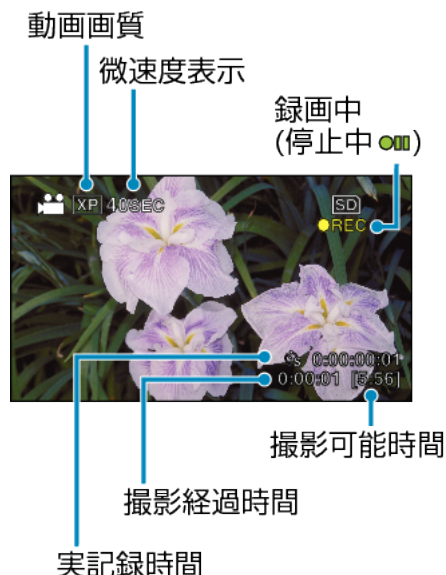 動画画質
微速度表示
録画中
(停止中 ●II)
XP 40SEC
SD
●REC
0:00:00:01
0:00:01 [5:56]
撮影可能時間
撮影経過時間
実記録時間